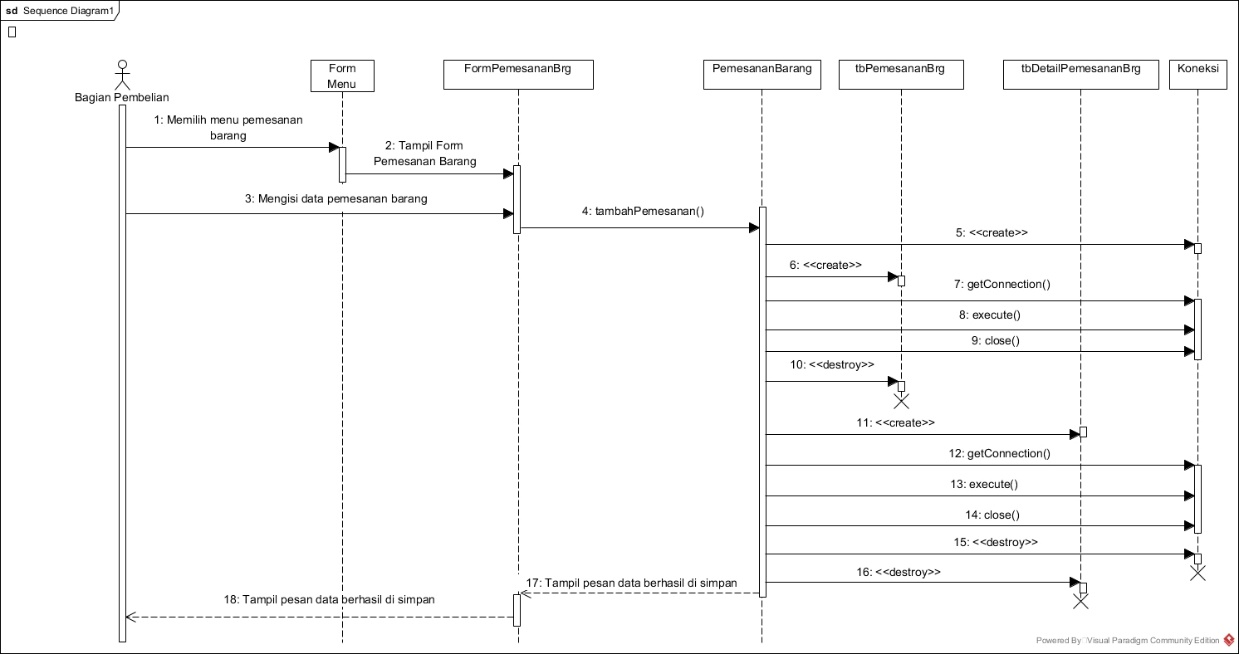 sd Sequence Diagram1
Bagian Pembelian
Form
Menu
FormPemesananBrg
PemesananBarang
tbPemesananBrg
tbDetailPemesananBrg
Koneksi
1: Memilih menu pemesanan
barang
2: Tampil Form
Pemesanan Barang
3: Mengisi data pemesanan barang
4: tambahPemesanan()
5: <<create>>
6: <<create>>
7: getConnection()
8: execute()
9: close()
10: <<destroy>>
11: <<create>>
12: getConnection()
13: execute()
14: close()
15: <<destroy>>
16: <<destroy>>
17: Tampil pesan data berhasil di simpan
18: Tampil pesan data berhasil di simpan
Powered By Visual Paradigm Community Edition